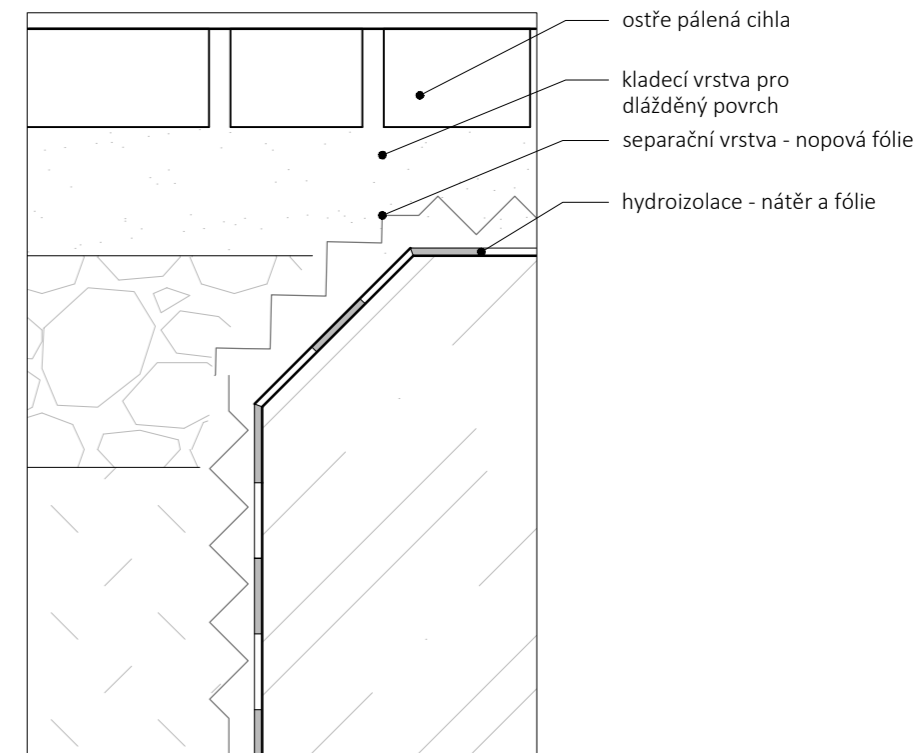 ostře pálená cihla
kladecí vrstva pro
dlážděný povrch
separační vrstva - nopová fólie
hydroizolace - nátěr a fólie